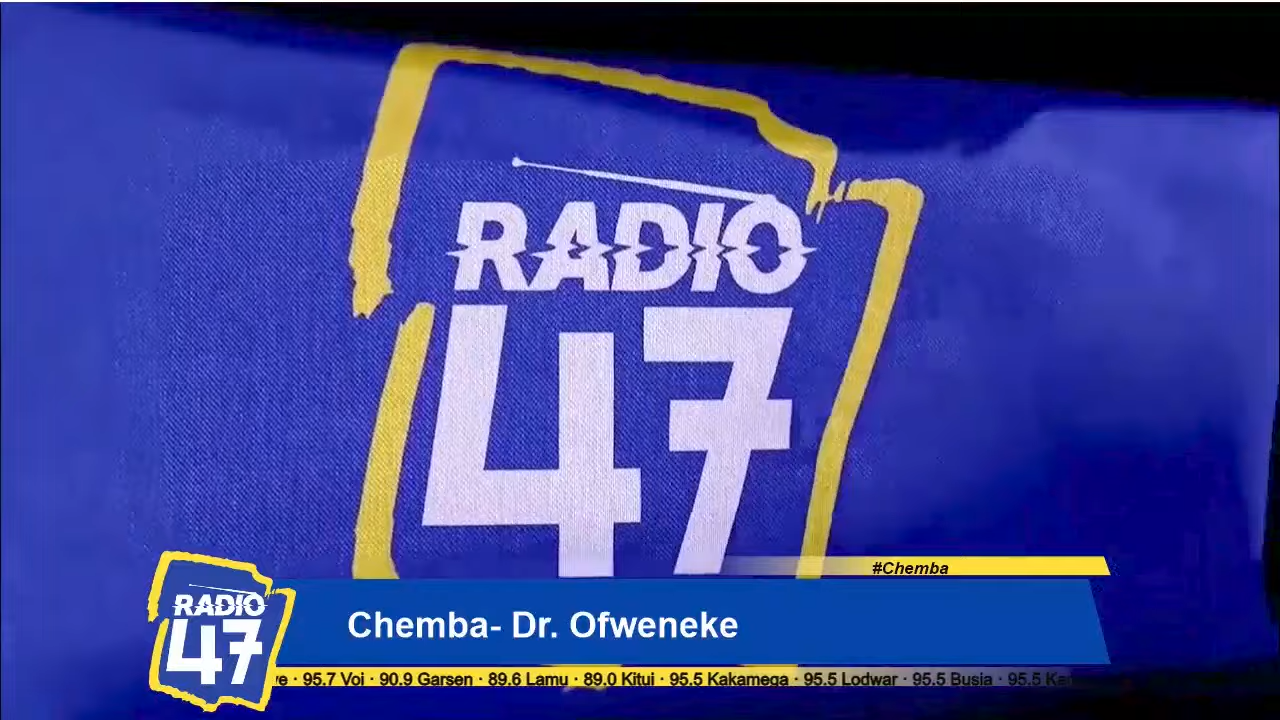 RADIO
47
#Chemba
Chemba- Dr. Ofweneke
RADIO
47
95.7 Voi · 90.9 Garsen · 89.6 Lamu · 89.0 Kitui · 95.5 Kakamega · 95.5 Lodwar · 95.5 Busia · 95.5